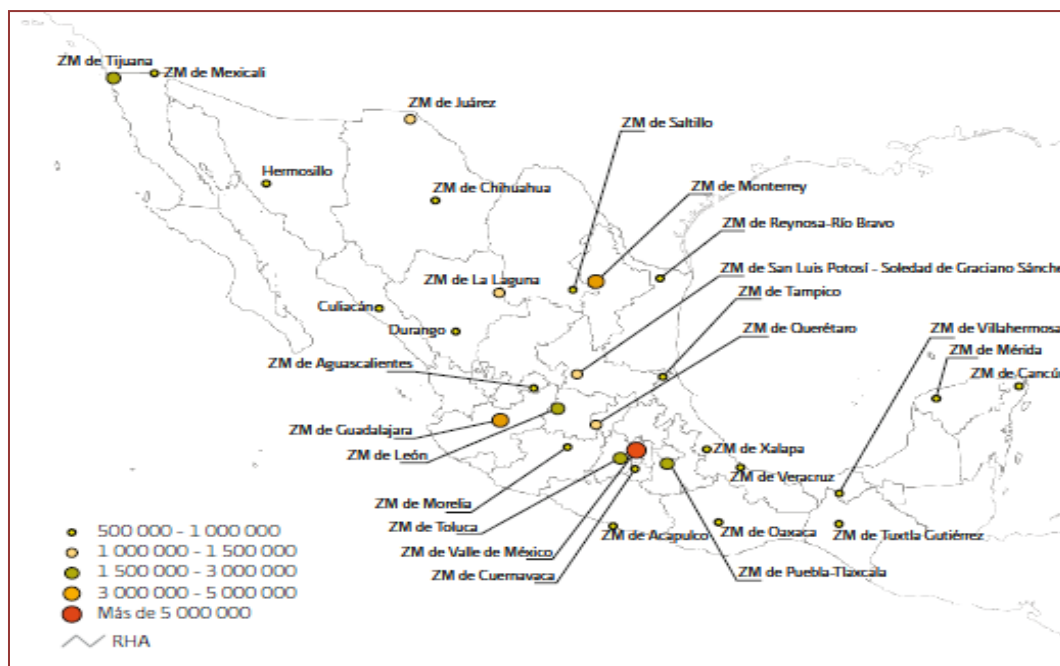 ZM de Tijuana
ZM de Mexicali
ZM de Juárez
ZM de Saltillo
Hermosillo
ZM de Chihuahua
ZM de Monterrey
ZM de Reynosa-Río Bravo
ZM de San Luis Potosí - Soledad de Graciano Sánche
ZM de La Laguna
ZM de Tampico
Culiacán
Durango
ZM de Querétaro
ZM de Villahermosa
ZM de Mérida
ZM de Aguascalientes
ZM de Cancún
ZM de Guadalajara
ZM de León
ZM de Xalapa
ZM de Veracruz
ZM de Morelia
ZM de Toluca
ZM de Acapulco
ZM de Oaxaca
ZM de Tuxtla Gutiérrez
ZM de Valle de México
ZM de Cuernavaca
ZM de Puebla-Tlaxcala
500 000 - 1 000 000
1 000 000 - 1 500 000
1 500 000 - 3 000 000
3 000 000 - 5 000 000
Más de 5 000 000
RHA